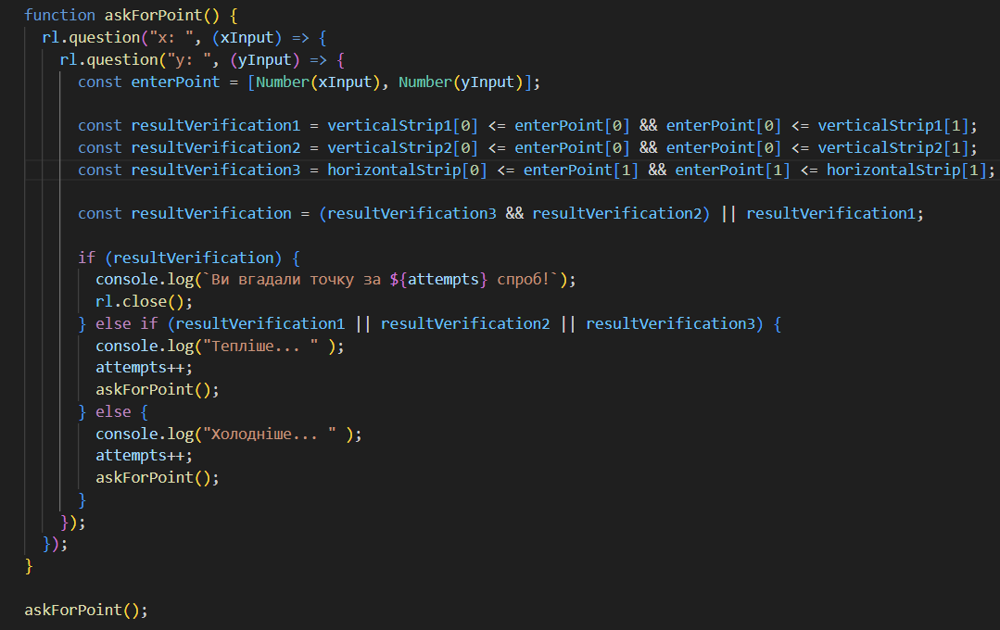 function askForPoint() {
rl.question("x: ", (xInput) => {
rl.question("y: ", (yInput) => {
const enterPoint = [Number(xInput), Number(yInput)];
const resultVerification1 = verticalStrip1[0] <= enterPoint[0] && enterPoint[0] <= verticalStrip1[1];
const resultVerification2 = verticalStrip2[0] <= enterPoint[0] && enterPoint[0] <= verticalStrip2[1];
const resultVerification3 = horizontalStrip[0] <= enterPoint[1] && enterPoint[1] <= horizontalStrip[1];
const resultVerification = (resultVerification3 && resultVerification2) || resultVerification1;
if (resultVerification) {
console.log(`Ви вгадали точку за ${attempts} спроб!`);
rl.close();
} else if (resultVerification1 || resultVerification2 || resultVerification3) {
console.log("Тепліше... " );
attempts++;
askForPoint();
} else {
console.log("Холодніше... " );
attempts++;
askForPoint();
}
});
});
}
askForPoint();